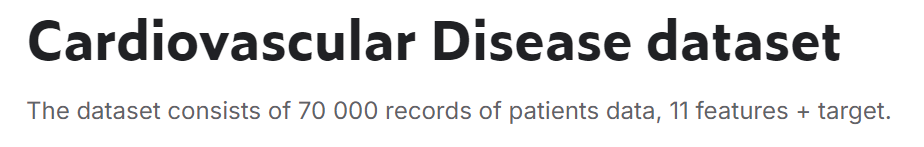 Cardiovascular Disease dataset
The dataset consists of 70 000 records of patients data, 11 features + target.